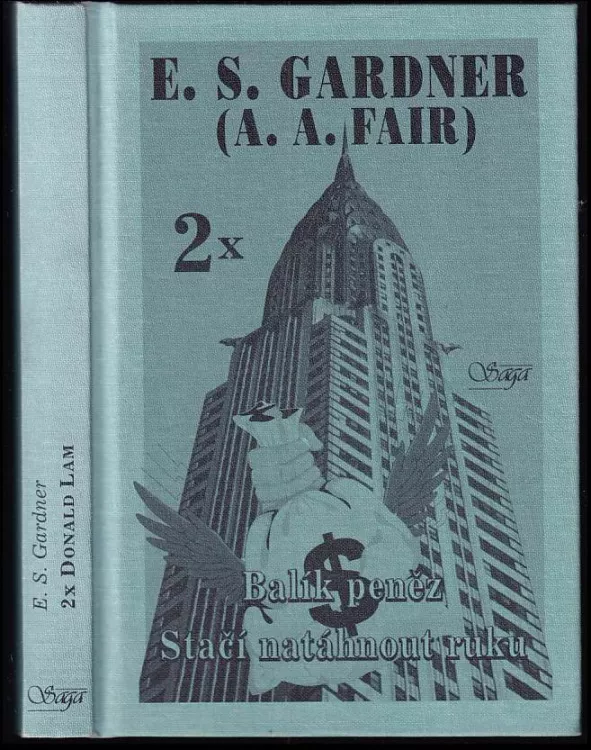 E. S. GARDNER
(A. A. FAIR)
2x
Saga
$
Balík peněz
Stačí natáhnout ruku
E. S. Gardner
2x DONALD LAM
Saga